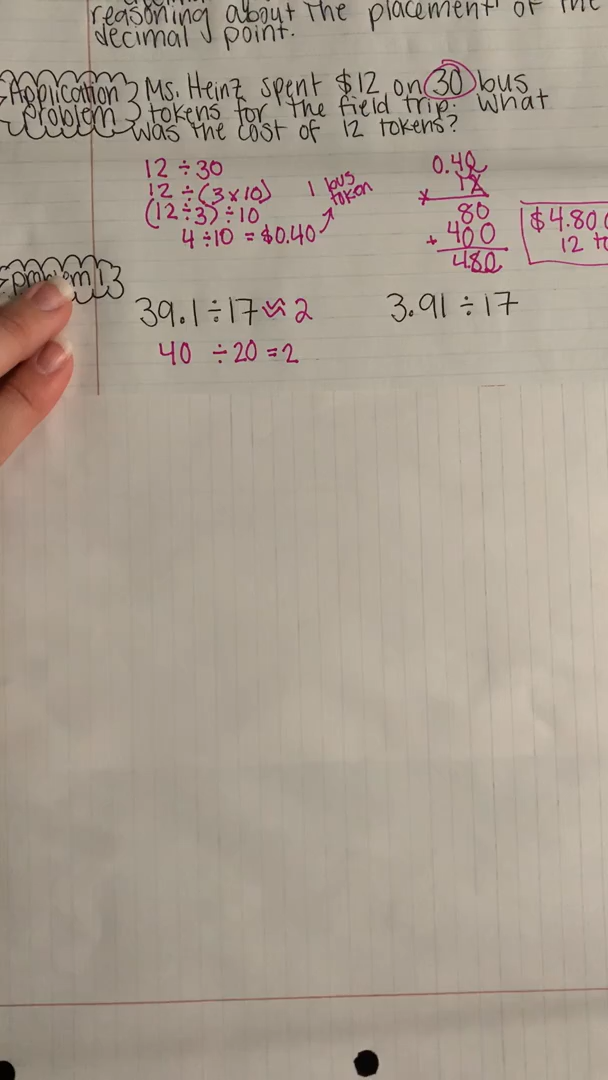 reasoning about the placement of the
decimal point.
Application Problem
Ms. Heinz spent $12 on 30 bus
tokens for the field trip. What
was the cost of 12 tokens?
12 ÷ 30
12 ÷ (3 x 10)
(12 ÷ 3) ÷ 10
4 ÷ 10 = $0.40
1 bus
token
0.40
x 12
80
+ 400
480
$4.80
12
39.1 ÷ 17 ≈ 2
40 ÷ 20 = 2
3.91 ÷ 17